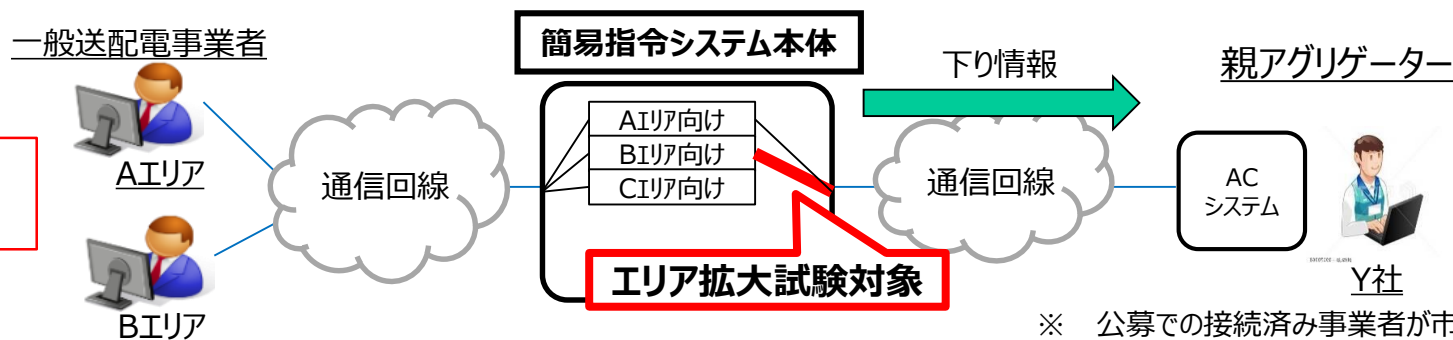 一般送配電事業者
簡易指令システム本体
下り情報
親アグリゲーター
Aエリア向け
Bエリア向け
Cエリア向け
Aエリア
通信回線
通信回線
AC
システム
エリア拡大試験対象
Y社
Bエリア
※ 公募での接続済み事業者が市